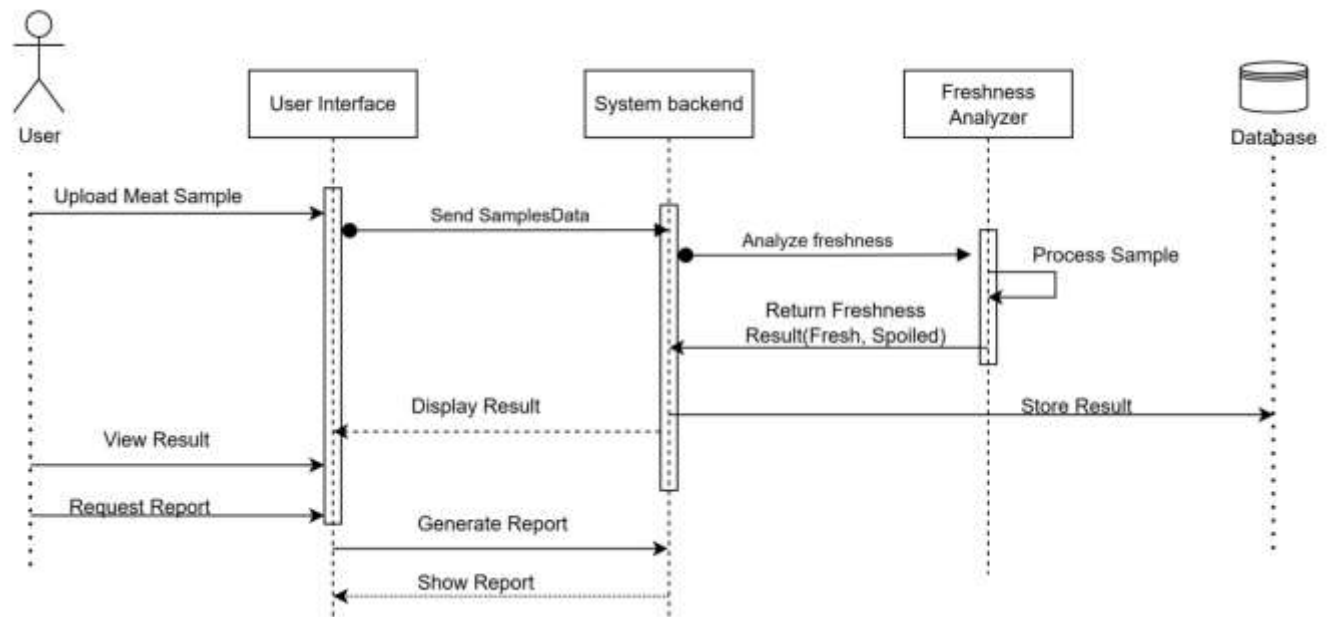 User
User Interface
System backend
Freshness
Analyzer
Database
Upload Meat Sample
Send SamplesData
Analyze freshness
Process Sample
Return Freshness
Result(Fresh, Spoiled)
Display Result
Store Result
View Result
Request Report
Generate Report
Show Report